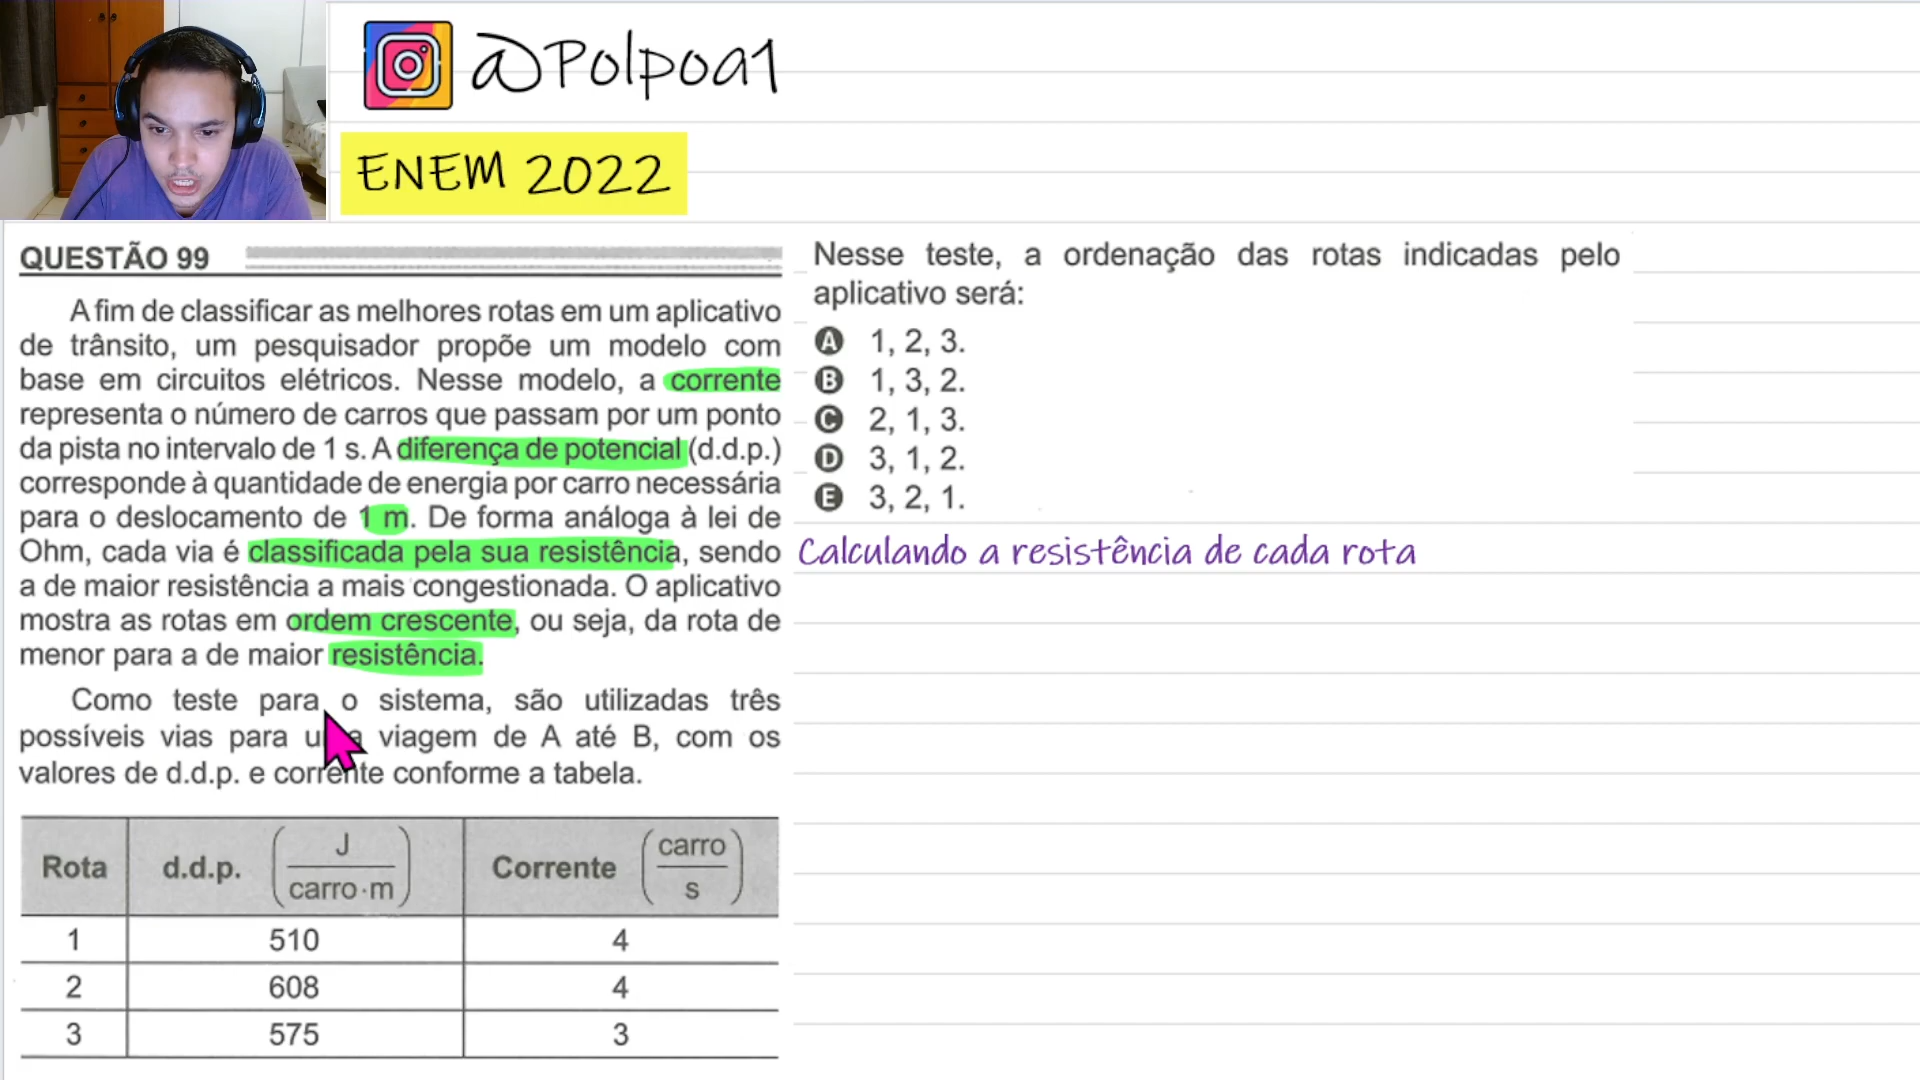 @Polpoa1
ENEM 2022
QUESTÃO 99
A fim de classificar as melhores rotas em um aplicativo
de trânsito, um pesquisador propõe um modelo com
base em circuitos elétricos. Nesse modelo, a corrente
representa o número de carros que passam por um ponto
da pista no intervalo de 1 s. A diferença de potencial (d.d.p.)
corresponde à quantidade de energia por carro necessária
para o deslocamento de 1 m. De forma análoga à lei de
Ohm, cada via é classificada pela sua resistência, sendo
a de maior resistência a mais congestionada. O aplicativo
mostra as rotas em ordem crescente, ou seja, da rota de
menor para a de maior resistência.
Como teste para o sistema, são utilizadas três
possíveis vias para viagem de A até B, com os
valores de d.d.p. e corrente conforme a tabela.
Rota d.d.p. (J/carro·m) Corrente (carro/s)
1 510 4
2 608 4
3 575 3
Nesse teste, a ordenação das rotas indicadas pelo
aplicativo será:
A 1, 2, 3.
B 1, 3, 2.
C 2, 1, 3.
D 3, 1, 2.
E 3, 2, 1.
Calculando a resistência de cada rota